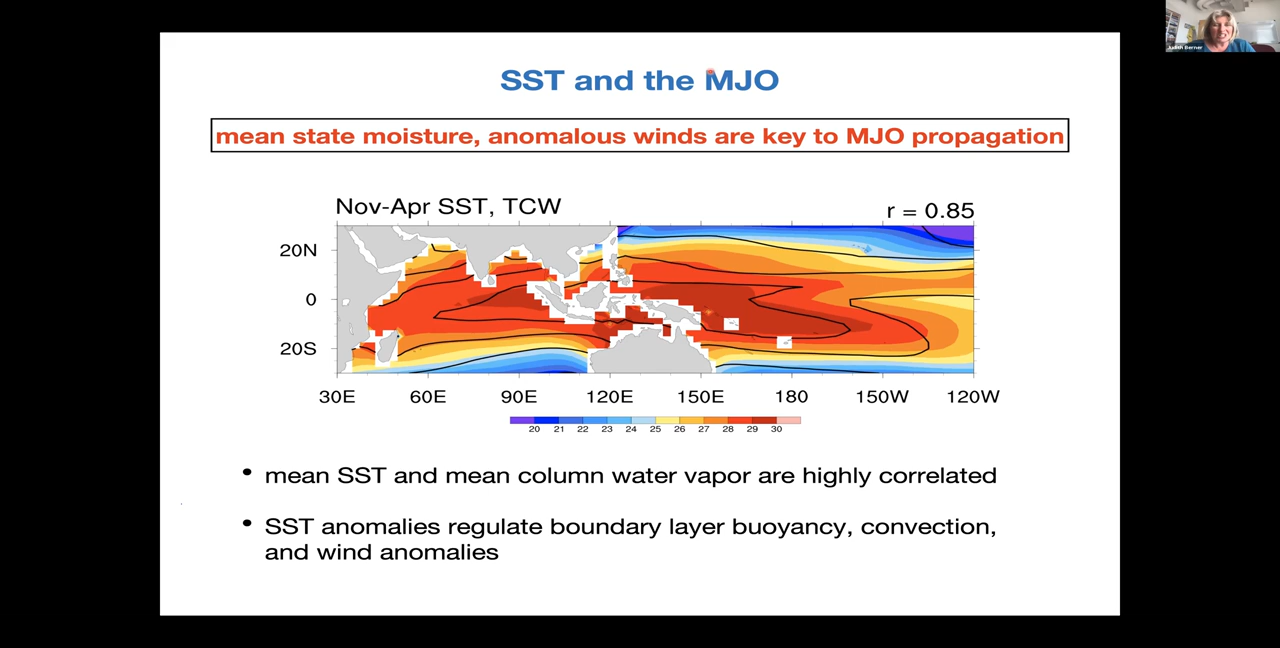 Judith Berner
SST and the MJO
mean state moisture, anomalous winds are key to MJO propagation
Nov-Apr SST, TCW
r = 0.85
20N
0
20S
30E 60E 90E 120E 150E 180 150W 120W
20 21 22 23 24 25 26 27 28 29 30
• mean SST and mean column water vapor are highly correlated
• SST anomalies regulate boundary layer buoyancy, convection,
and wind anomalies